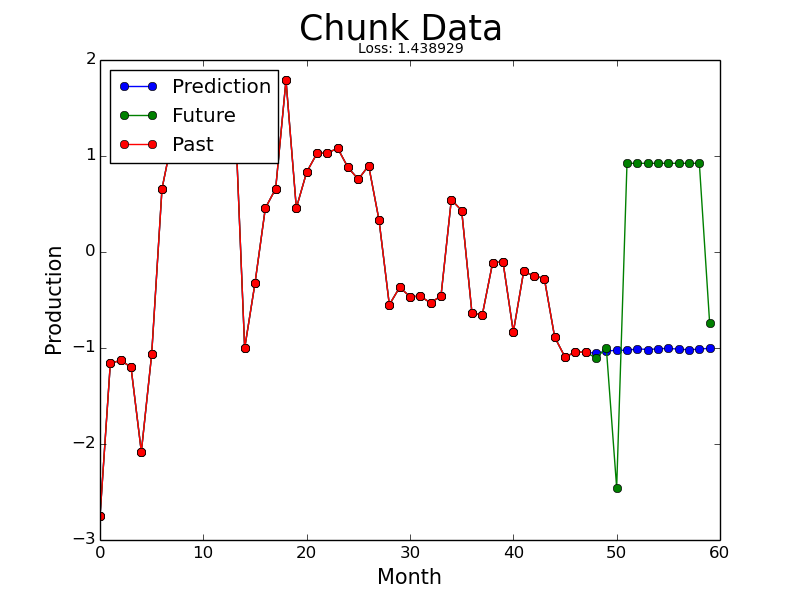 Chunk Data
Loss: 1.438929
Prediction
Future
Past
2
1
0
−1
−2
−3
Production
0 10 20 30 40 50 60
Month